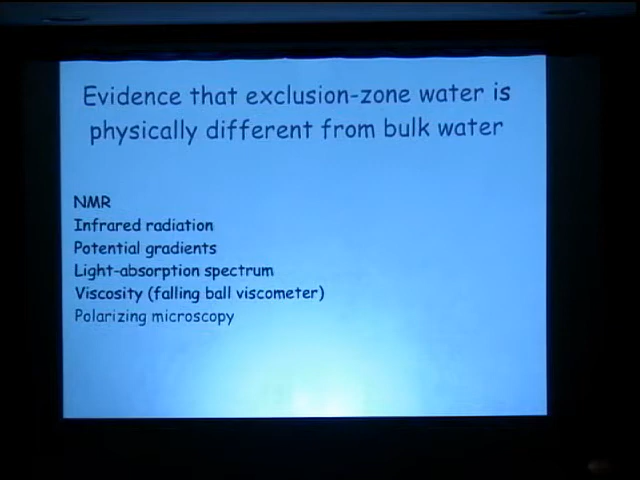 Evidence that exclusion-zone water is
physically different from bulk water
NMR
Infrared radiation
Potential gradients
Light-absorption spectrum
Viscosity (falling ball viscometer)
Polarizing microscopy